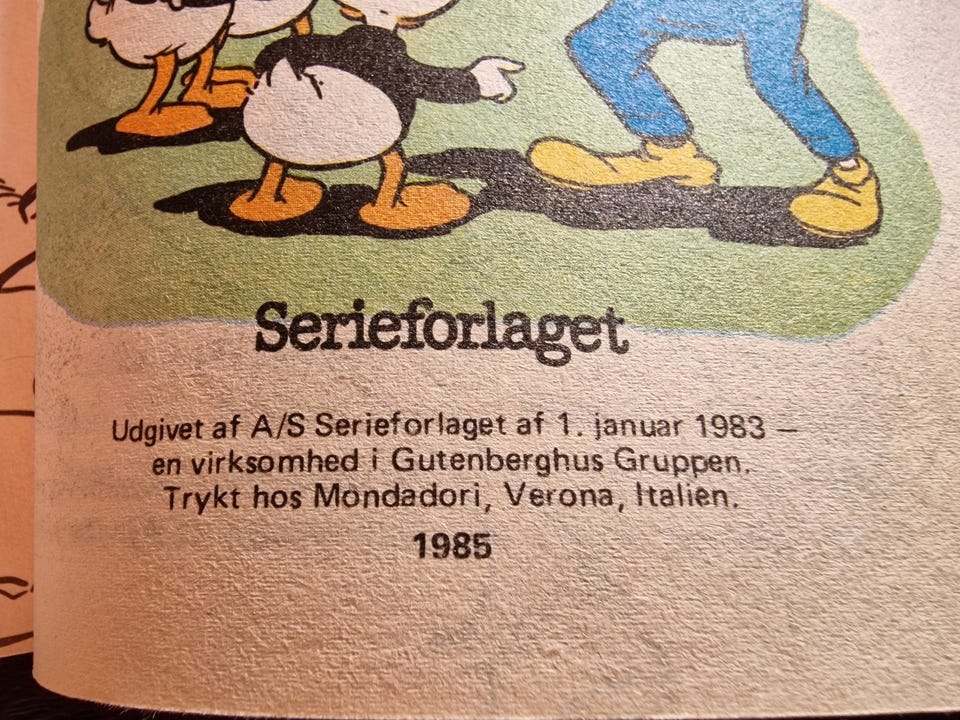 Serieforlaget
Udgivet af A/S Serieforlaget af 1. januar 1983 –
en virksomhed i Gutenberghus Gruppen.
Trykt hos Mondadori, Verona, Italien.
1985